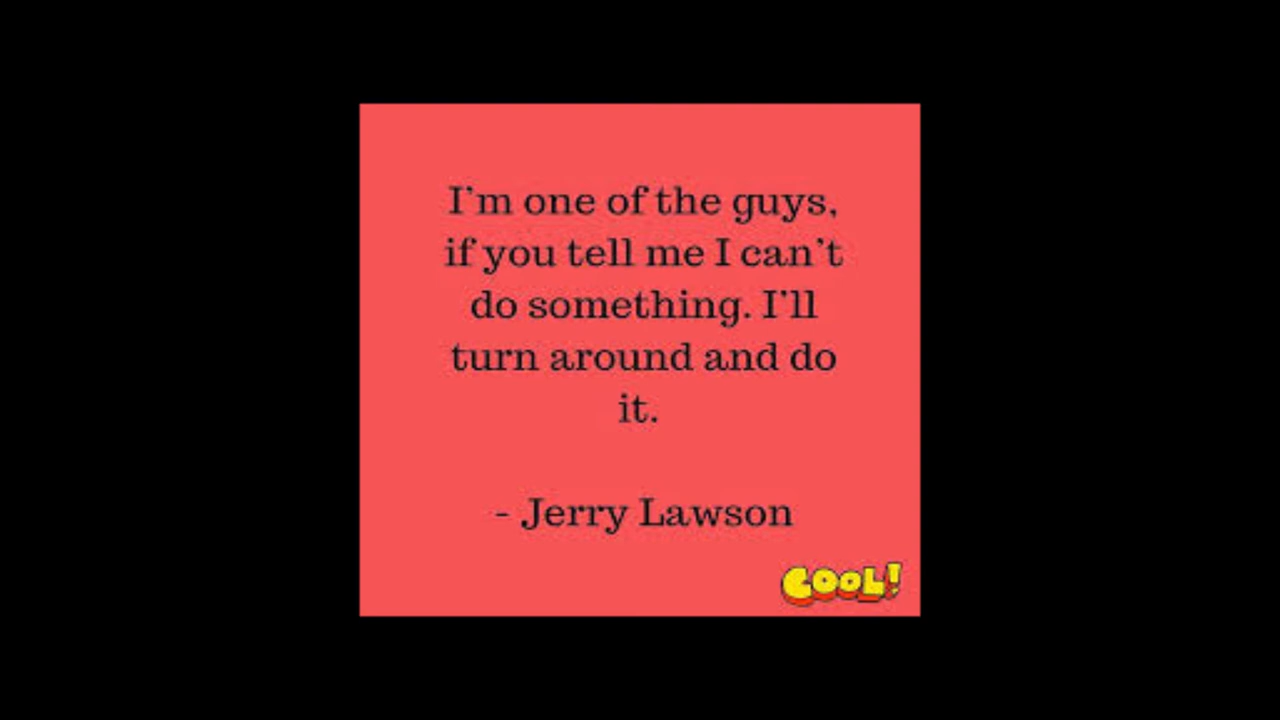 I'm one of the guys,
if you tell me I can't
do something. I'll
turn around and do
it.
- Jerry Lawson
COOL!